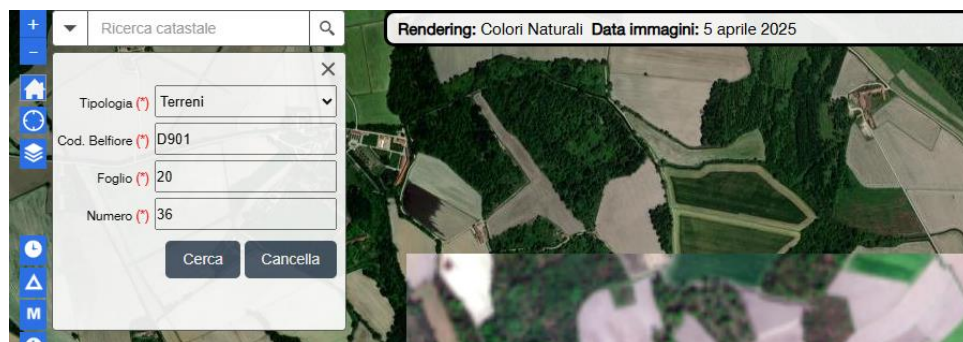 +
Ricerca catastale
Rendering: Colori Naturali Data immagini: 5 aprile 2025
−
×
Tipologia (*) Terreni
Cod. Belfiore (*) D901
Foglio (*) 20
Numero (*) 36
Cerca Cancella
M